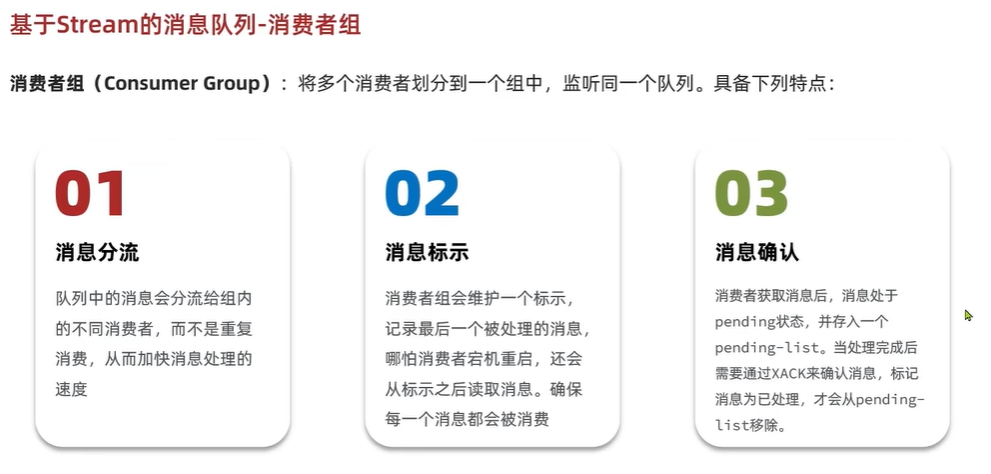 基于Stream的消息队列-消费者组
消费者组（Consumer Group）：将多个消费者划分到一个组中，监听同一个队列。具备下列特点：
01
消息分流
队列中的消息会分流给组内
的不同消费者，而不是重复
消费，从而加快消息处理的
速度
02
消息标示
消费者组会维护一个标示，
记录最后一个被处理的消息，
哪怕消费者宕机重启，还会
从标示之后读取消息。确保
每一个消息都会被消费
03
消息确认
消费者获取消息后，消息处于
pending状态，并存入一个
pending-list。当处理完成后
需要通过XACK来确认消息，标记
消息为已处理，才会从pending-
list移除。